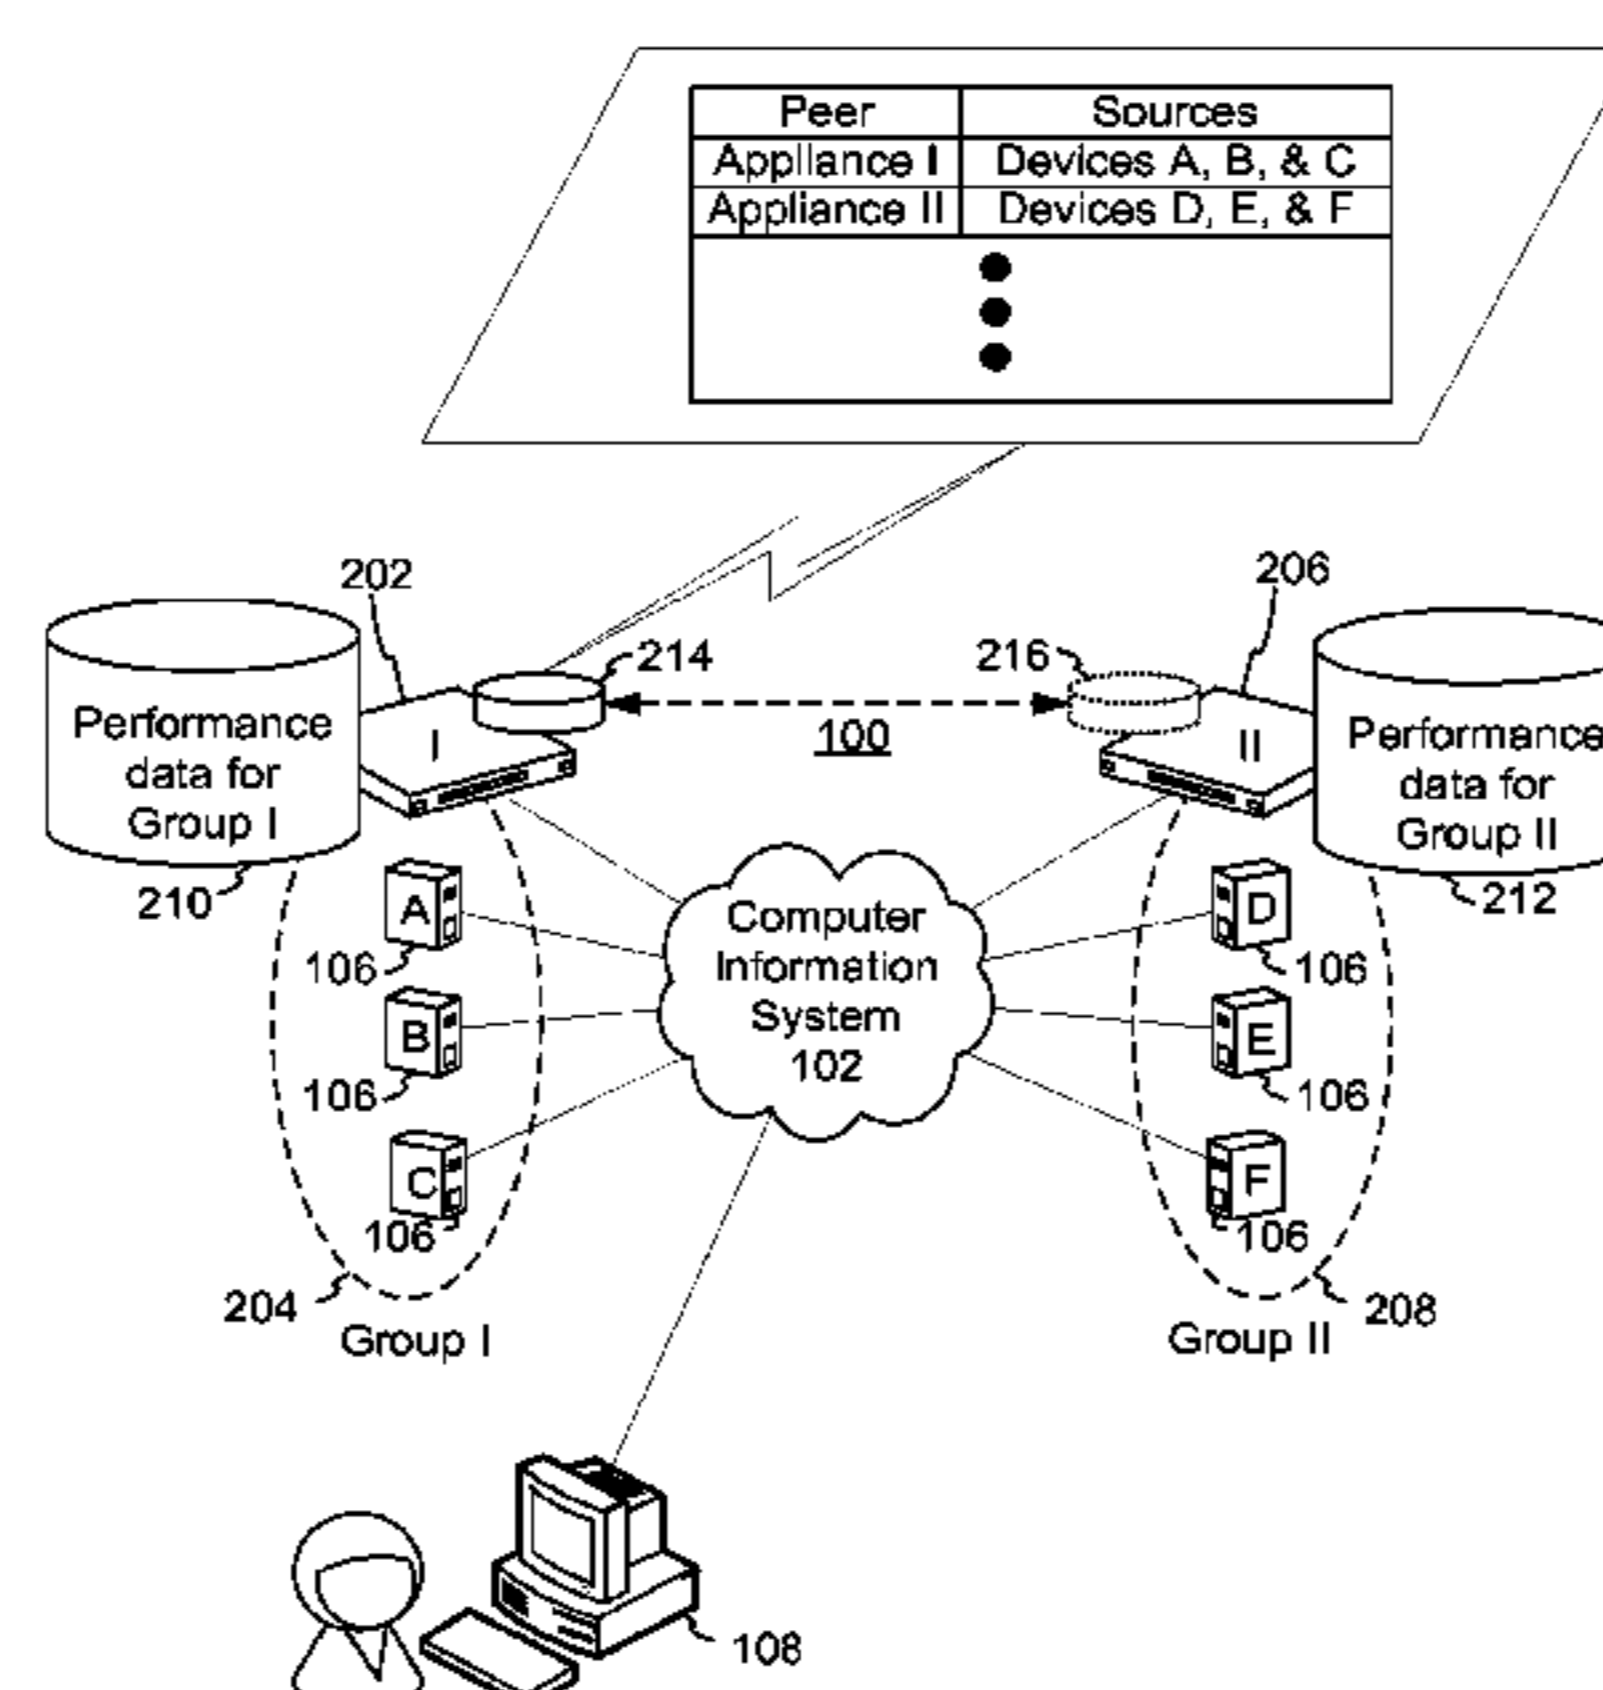 Peer Sources
Appliance I Devices A, B, & C
Appliance II Devices D, E, & F
202
206
214
216
100
I
II
Performance
data for
Group I
Performance
data for
Group II
210
212
A
106
B
106
C
106
D
106
E
106
F
106
Computer
Information
System
102
204
Group I
208
Group II
108